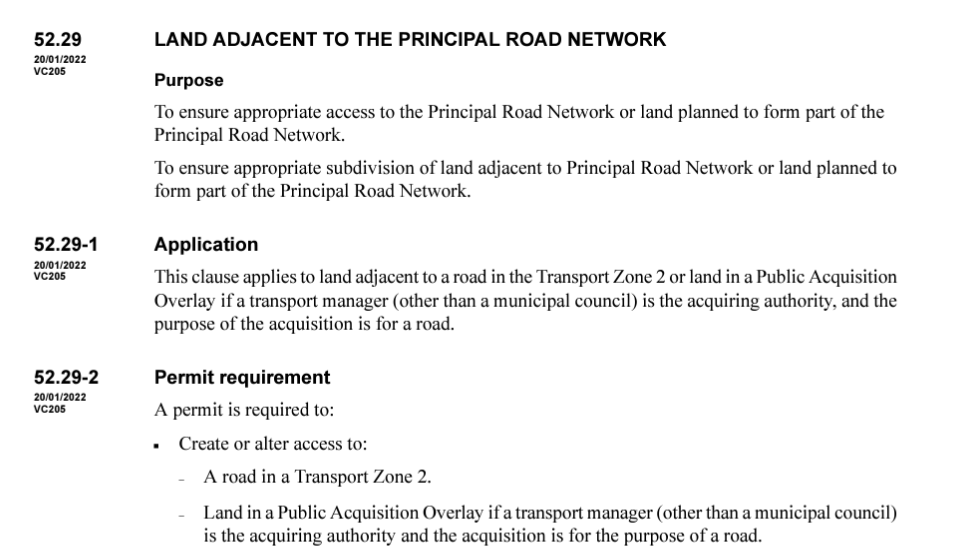 52.29 LAND ADJACENT TO THE PRINCIPAL ROAD NETWORK
20/01/2022
VC205
Purpose
To ensure appropriate access to the Principal Road Network or land planned to form part of the
Principal Road Network.
To ensure appropriate subdivision of land adjacent to Principal Road Network or land planned to
form part of the Principal Road Network.
52.29-1 Application
20/01/2022
VC205
This clause applies to land adjacent to a road in the Transport Zone 2 or land in a Public Acquisition
Overlay if a transport manager (other than a municipal council) is the acquiring authority, and the
purpose of the acquisition is for a road.
52.29-2 Permit requirement
20/01/2022
VC205
A permit is required to:
▪ Create or alter access to:
– A road in a Transport Zone 2.
– Land in a Public Acquisition Overlay if a transport manager (other than a municipal council)
is the acquiring authority and the acquisition is for the purpose of a road.